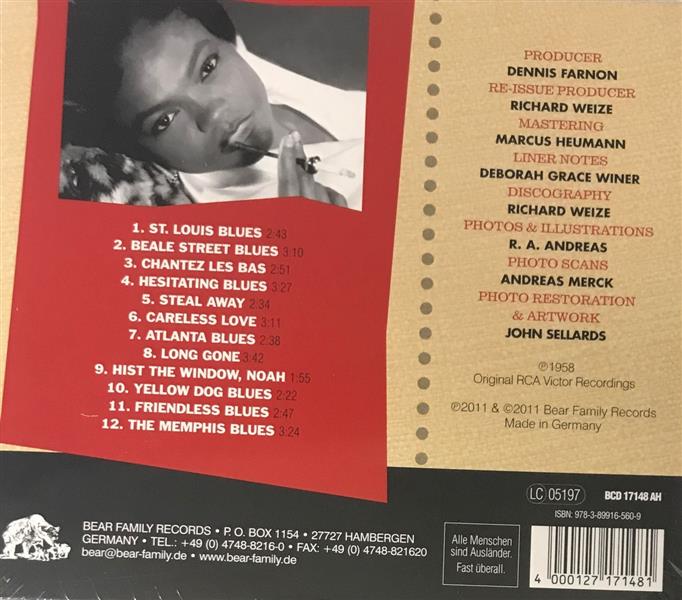 1. ST. LOUIS BLUES 2:43
2. BEALE STREET BLUES 3:10
3. CHANTEZ LES BAS 2:51
4. HESITATING BLUES 3:27
5. STEAL AWAY 2:34
6. CARELESS LOVE 3:11
7. ATLANTA BLUES 2:38
8. LONG GONE 3:42
9. HIST THE WINDOW, NOAH 1:55
10. YELLOW DOG BLUES 2:22
11. FRIENDLESS BLUES 2:47
12. THE MEMPHIS BLUES 3:24
PRODUCER
DENNIS FARNON
RE-ISSUE PRODUCER
RICHARD WEIZE
MASTERING
MARCUS HEUMANN
LINER NOTES
DEBORAH GRACE WINER
DISCOGRAPHY
RICHARD WEIZE
PHOTOS & ILLUSTRATIONS
R. A. ANDREAS
PHOTO SCANS
ANDREAS MERCK
PHOTO RESTORATION
& ARTWORK
JOHN SELLARDS
℗1958
Original RCA Victor Recordings
℗2011 & ©2011 Bear Family Records
Made in Germany
LC 05197 BCD 17148 AH
ISBN: 978-3-89916-560-9
BEAR FAMILY RECORDS • P. O. BOX 1154 • 27727 HAMBERGEN
GERMANY • TEL.: +49 (0) 4748-8216-0 • FAX: +49 (0) 4748-821620
bear@bear-family.de • www.bear-family.de
Alle Menschen
sind Ausländer.
Fast überall.
4 000127 171481